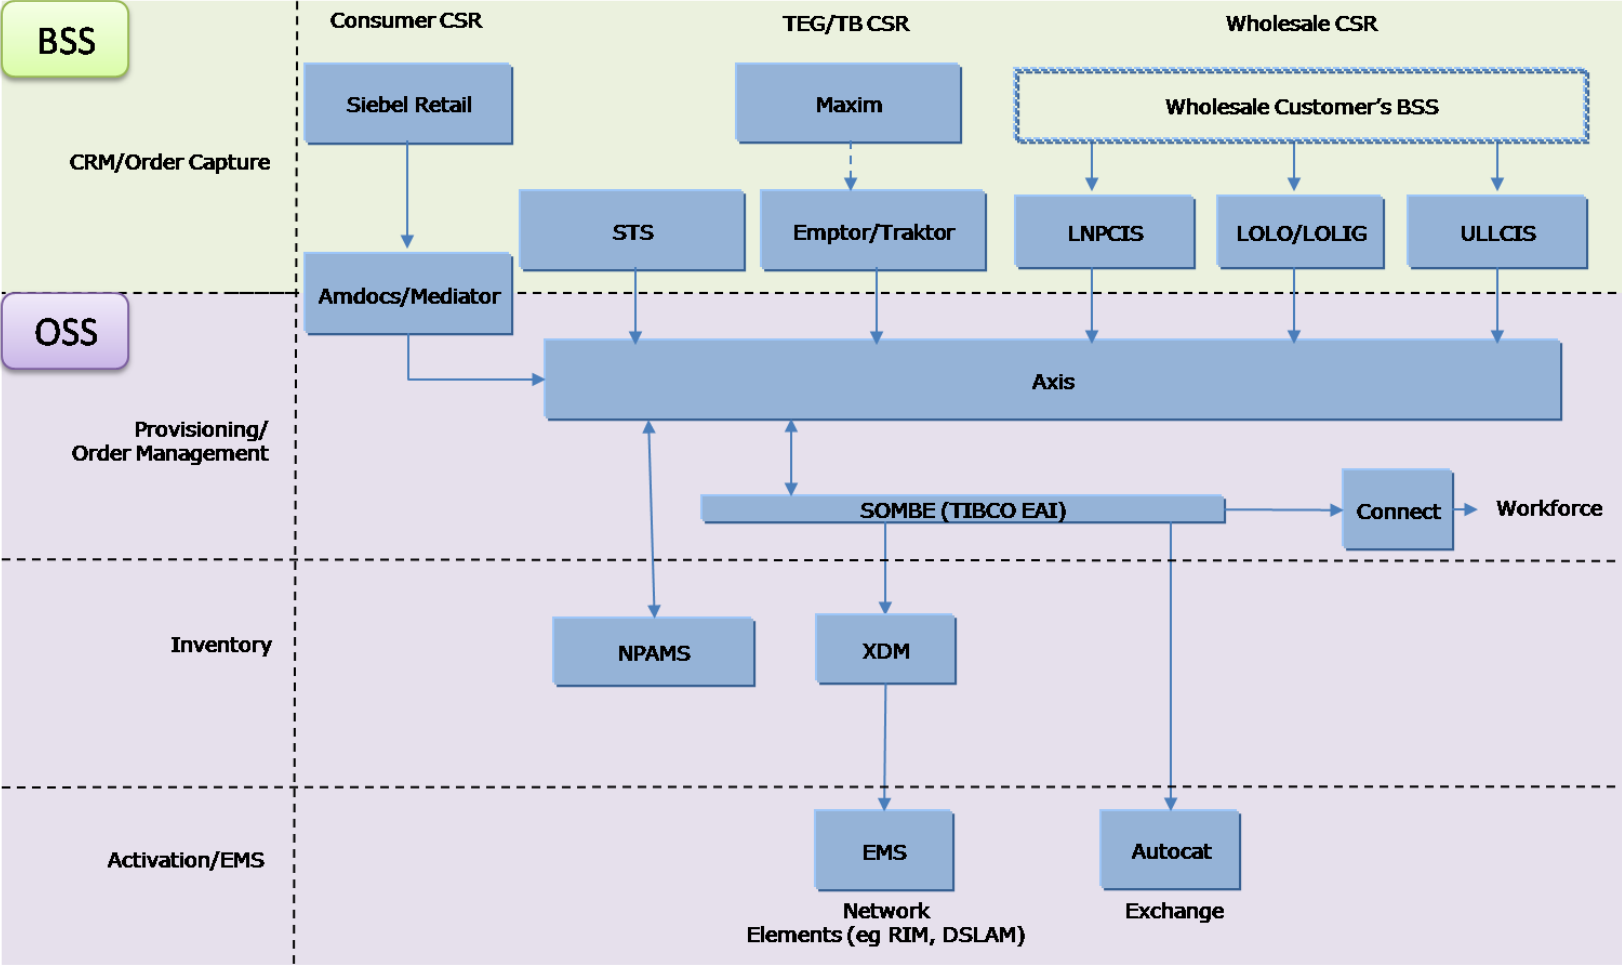 BSS
Consumer CSR
TEG/TB CSR
Wholesale CSR
Siebel Retail
Maxim
Wholesale Customer’s BSS
CRM/Order Capture
STS
Emptor/Traktor
LNPCIS
LOLO/LOLIG
ULLCIS
Amdocs/Mediator
OSS
Axis
Provisioning/
Order Management
SOMBE (TIBCO EAI)
Connect
Workforce
Inventory
NPAMS
XDM
Activation/EMS
EMS
Autocat
Network
Elements (eg RIM, DSLAM)
Exchange